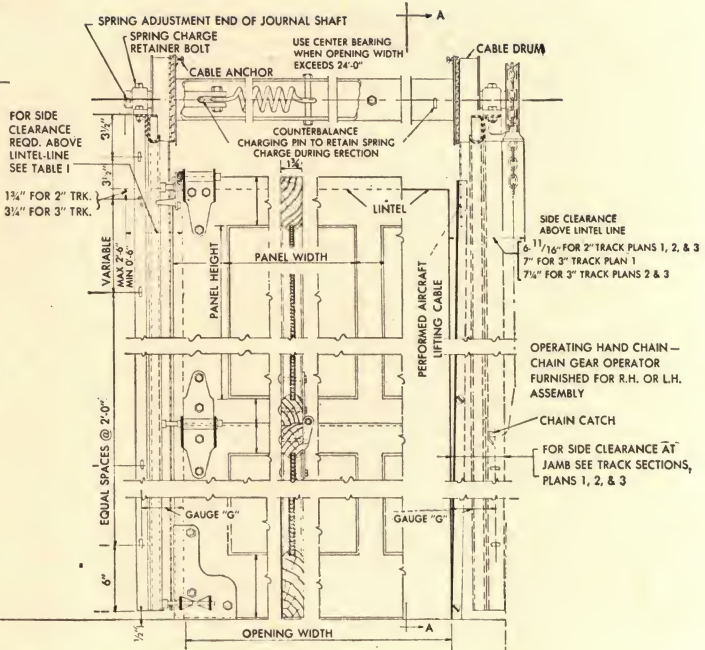 SPRING ADJUSTMENT END OF JOURNAL SHAFT
SPRING CHARGE
RETAINER BOLT
CABLE ANCHOR
USE CENTER BEARING
WHEN OPENING WIDTH
EXCEEDS 24'-0"
A
CABLE DRUM
FOR SIDE
CLEARANCE
REQD. ABOVE
LINTEL-LINE
SEE TABLE I
3½"
3½"
COUNTERBALANCE
CHARGING PIN TO RETAIN SPRING
CHARGE DURING ERECTION
1¾"
1¾" FOR 2" TRK.
3¼" FOR 3" TRK.
LINTEL
SIDE CLEARANCE
ABOVE LINTEL LINE
6-11/16" FOR 2" TRACK PLANS 1, 2, & 3
7" FOR 3" TRACK PLAN 1
7¼" FOR 3" TRACK PLANS 2 & 3
VARIABLE
MAX 2'-6"
MIN 0'-6"
PANEL HEIGHT
PANEL WIDTH
PERFORMED AIRCRAFT
LIFTING CABLE
OPERATING HAND CHAIN—
CHAIN GEAR OPERATOR
FURNISHED FOR R.H. OR L.H.
ASSEMBLY
CHAIN CATCH
FOR SIDE CLEARANCE AT
JAMB SEE TRACK SECTIONS,
PLANS 1, 2, & 3
EQUAL SPACES @ 2'-0"
GAUGE "G"
GAUGE "G"
6"
½"
OPENING WIDTH
A